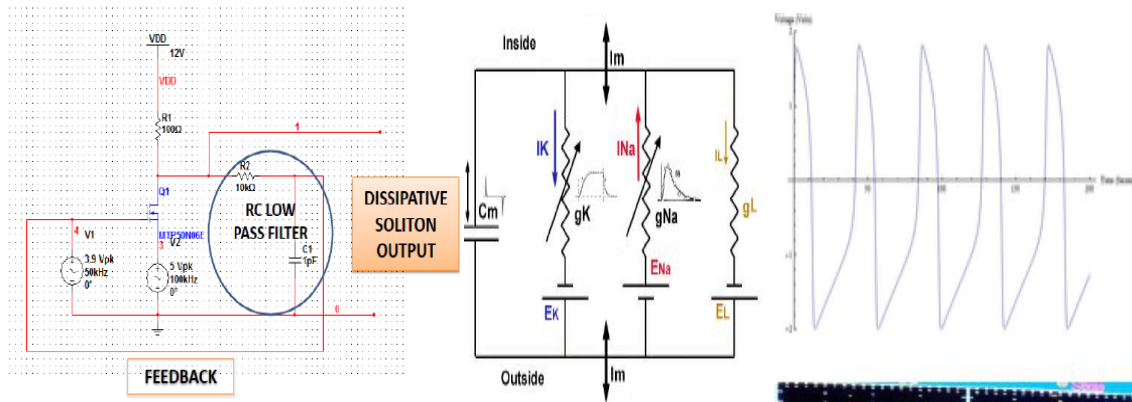 VDD
12V
VDD
R1
100Ω
1
R2
10kΩ
Q1
RC LOW
PASS FILTER
4
V1
3
V2
3.9 Vpk
50kHz
0°
5 Vpk
100kHz
0°
C1
1pF
0
FEEDBACK
DISSIPATIVE
SOLITON
OUTPUT
Inside
Im
IK
INa
IL
Cm
gK
gNa
m
gL
EK
ENa
EL
Outside
Im
150
200